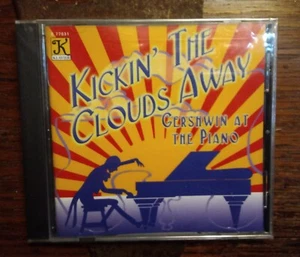 K
KICKIN' THE
CLOUDS AWAY
GERSHWIN AT
THE PIANO